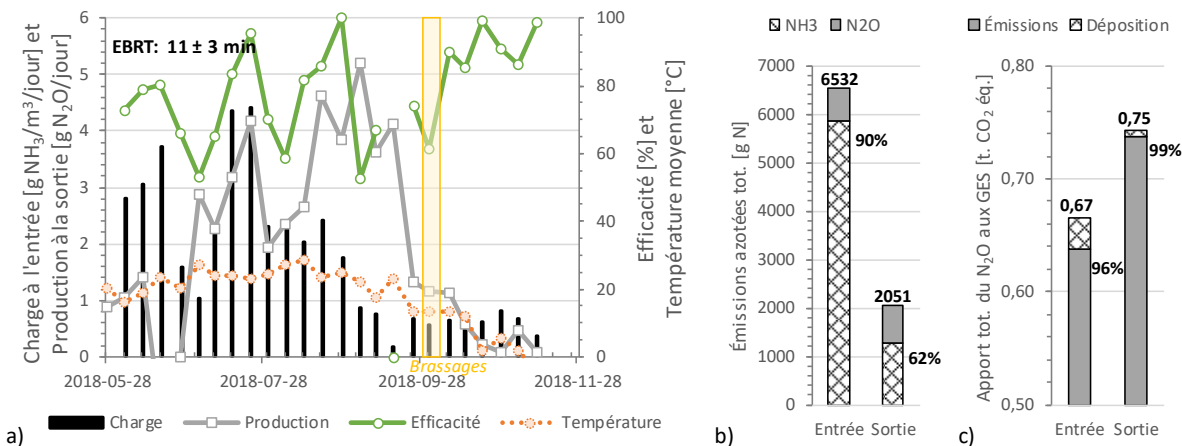 Charge à l'entrée [g NH3/m³/jour] et
Production à la sortie [g N2O/jour]
6
5
4
3
2
1
0
EBRT: 11 ± 3 min
100
80
60
40
20
0
Efficacité [%] et
Température moyenne [°C]
Brassages
2018-05-28 2018-07-28 2018-09-28 2018-11-28
a)
Charge Production Efficacité Température
NH3 N2O
Émissions azotées tot. [g N]
7000
6000
5000
4000
3000
2000
1000
0
6532
90%
2051
62%
Entrée Sortie
b)
Émissions Déposition
Apport tot. du N2O aux GES [t. CO2 éq.]
0,80
0,70
0,60
0,50
0,67
96%
0,75
99%
Entrée Sortie
c)